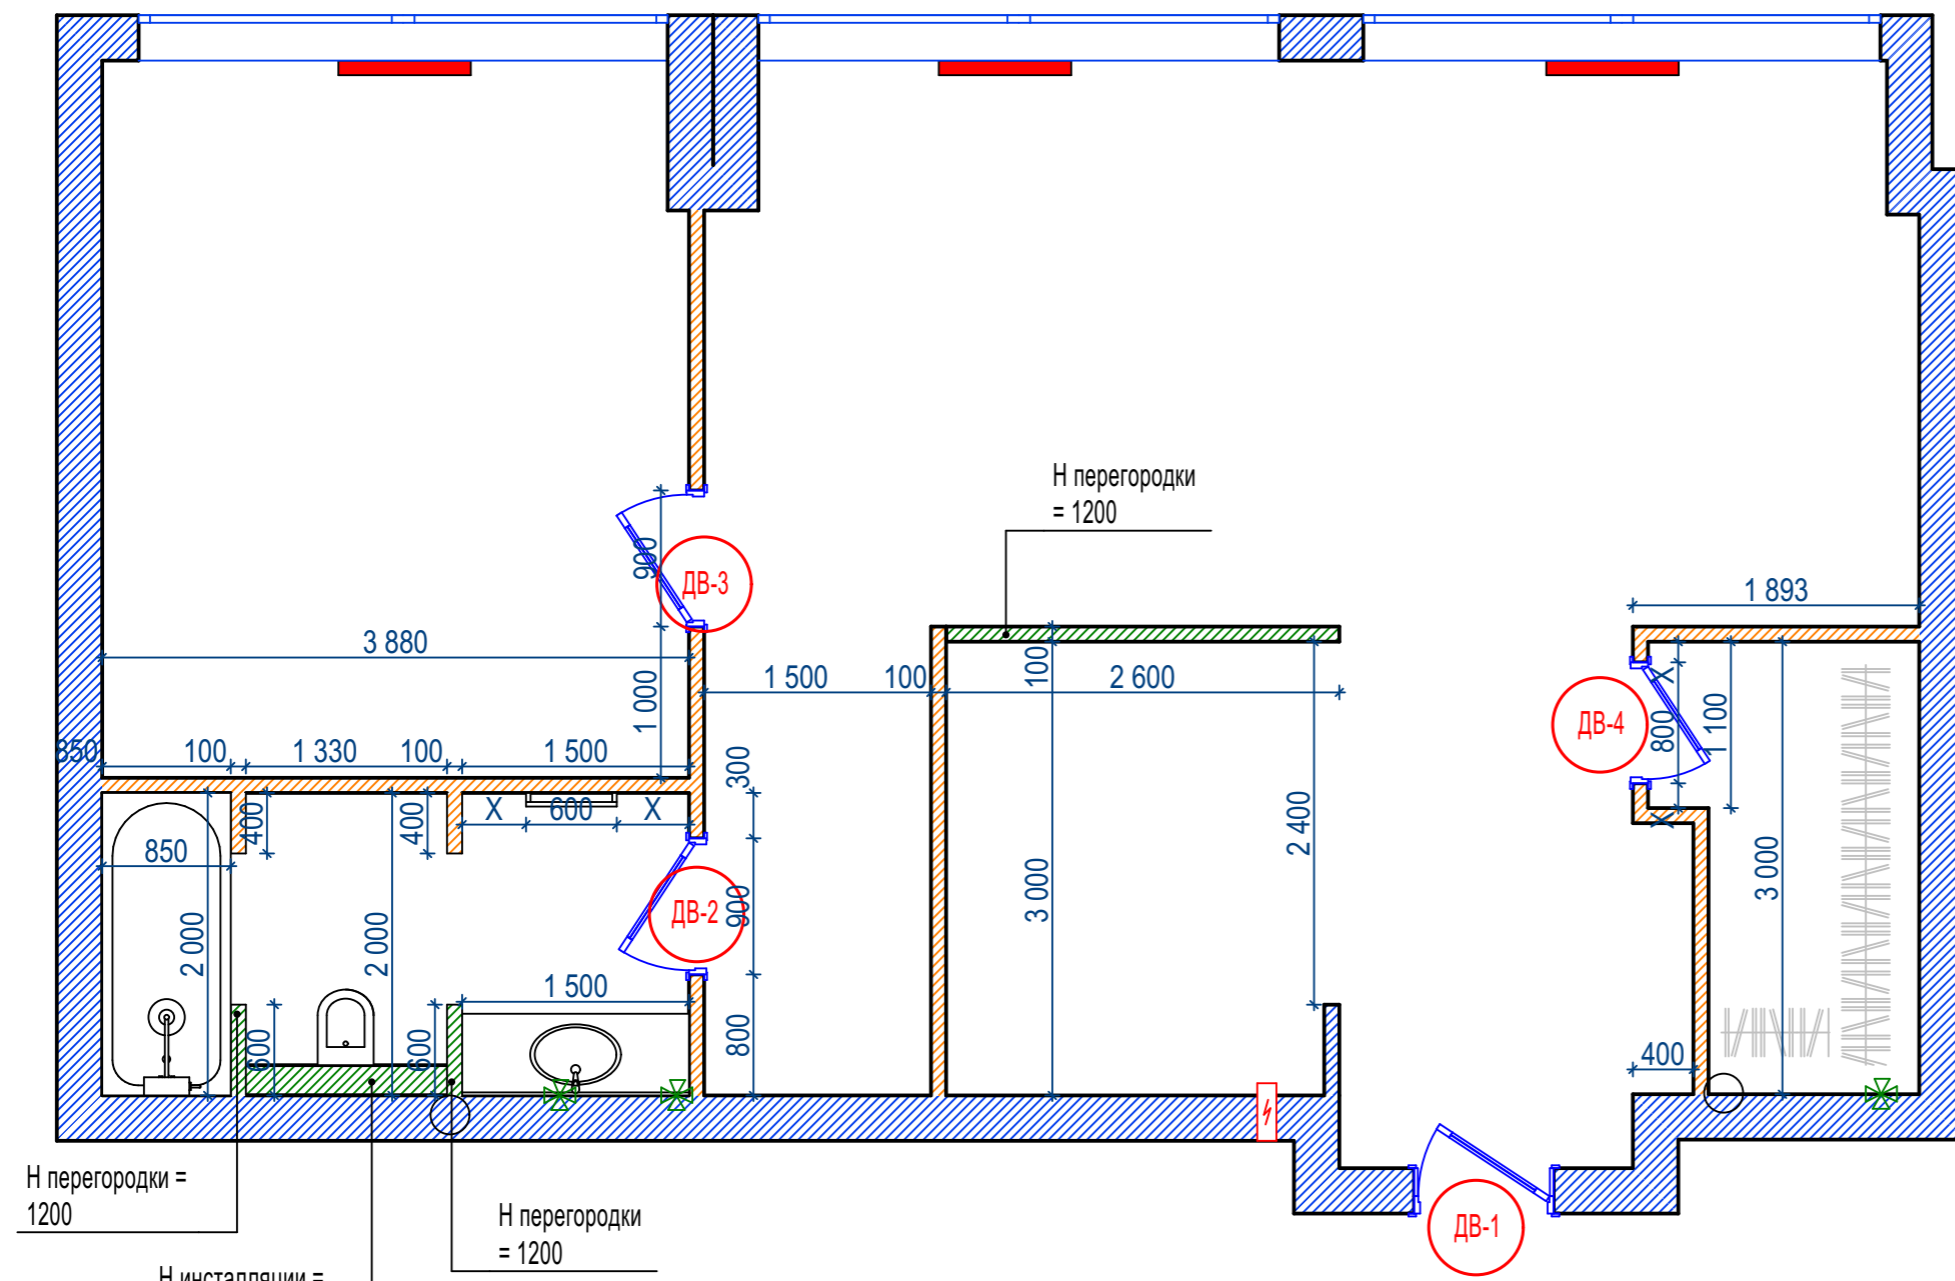 Н перегородки
= 1200
ДВ-3
900
1 893
3 880
1 000
1 500
100
100
2 600
X
800
1 100
ДВ-4
X
850
100
1 330
100
1 500
300
400
400
X
600
X
2 400
850
3 000
3 000
2 000
2 000
ДВ-2
900
1 500
600
600
800
400
Н перегородки =
1200
Н перегородки
= 1200
ДВ-1
Н инсталляции =